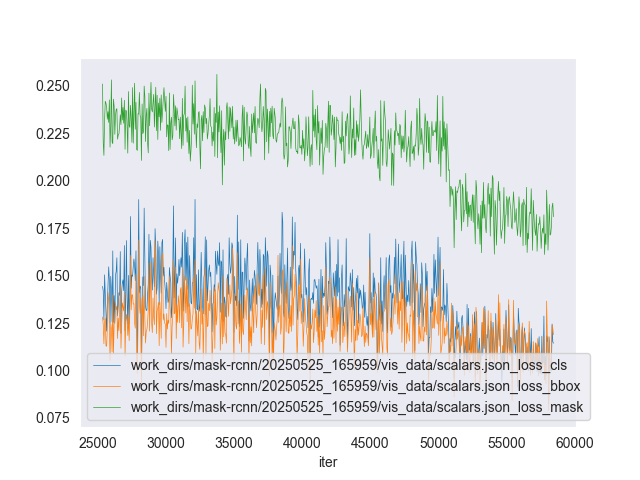 0.250
0.225
0.200
0.175
0.150
0.125
0.100
0.075
work_dirs/mask-rcnn/20250525_165959/vis_data/scalars.json_loss_cls
work_dirs/mask-rcnn/20250525_165959/vis_data/scalars.json_loss_bbox
work_dirs/mask-rcnn/20250525_165959/vis_data/scalars.json_loss_mask
25000 30000 35000 40000 45000 50000 55000 60000
iter